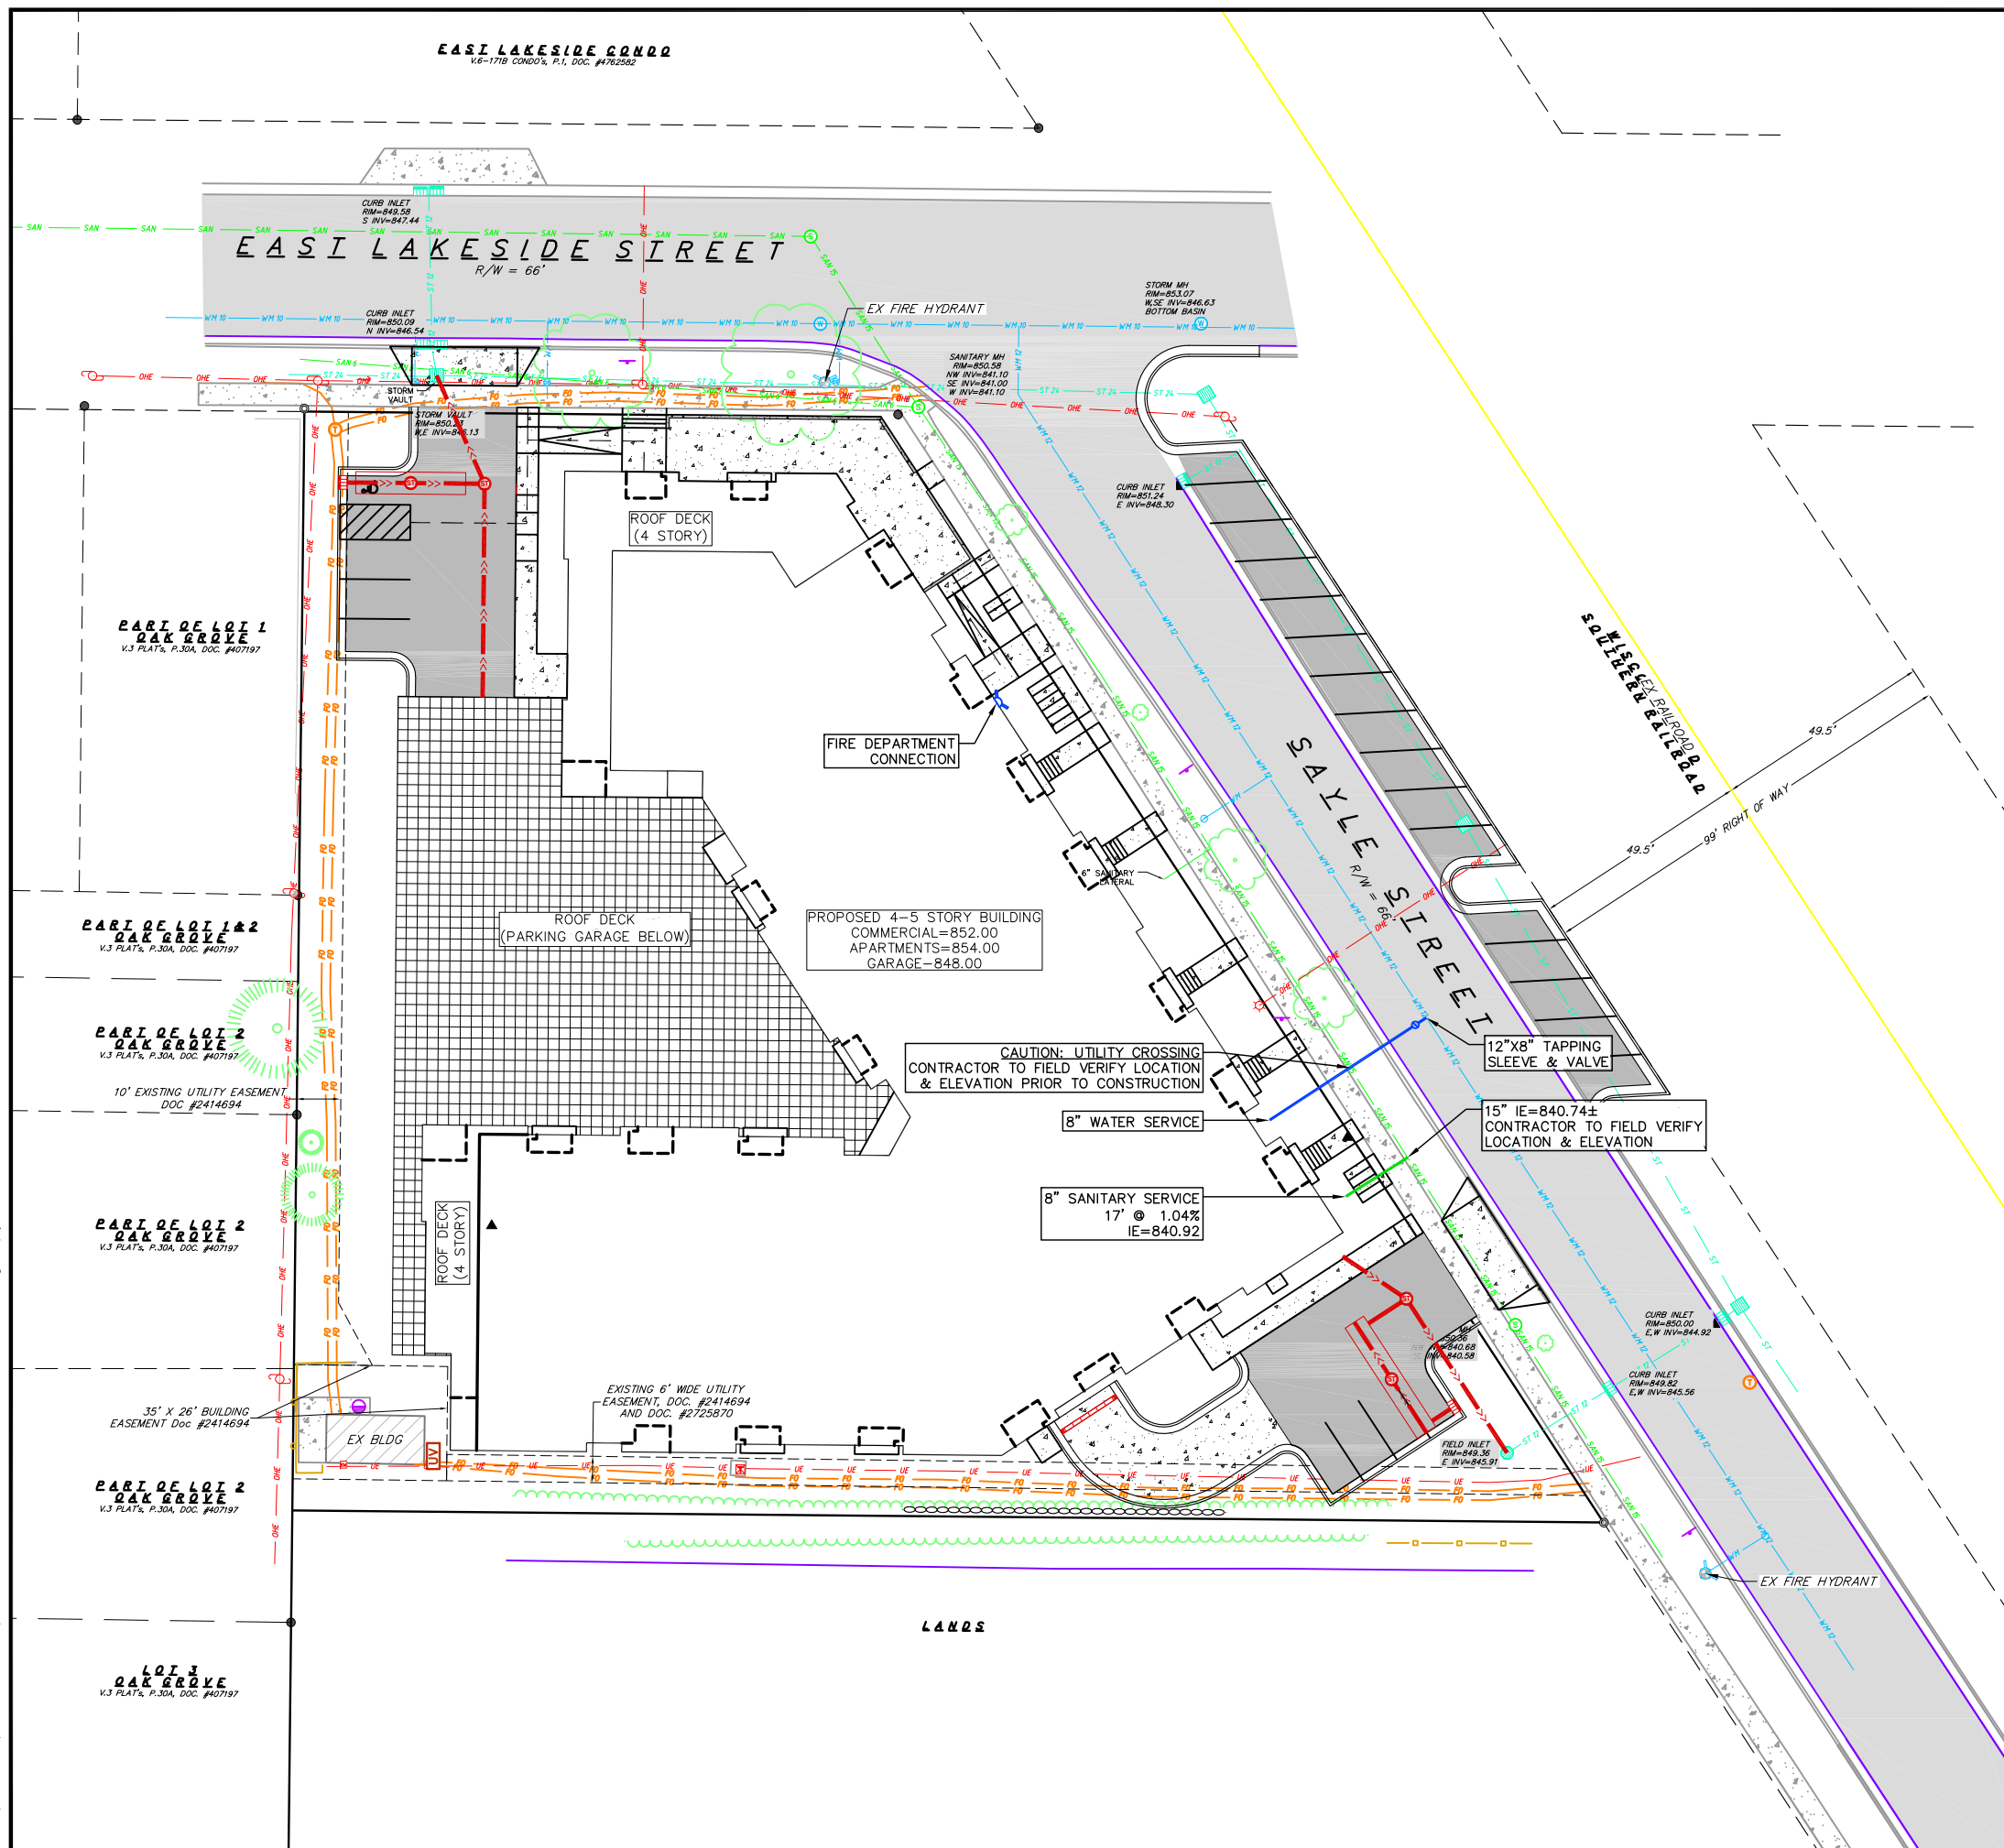 EAST LAKESIDE CONDO
V.6-171B CONDO's, P.1, DOC. #4762582
CURB INLET
RIM=849.58
S INV=847.44
EAST LAKESIDE STREET
R/W = 66'
CURB INLET
RIM=850.09
N INV=846.54
EX FIRE HYDRANT
STORM MH
RIM=853.07
W,SE INV=846.63
BOTTOM BASIN
SANITARY MH
RIM=850.58
NW INV=841.10
SE INV=841.00
W INV=841.10
STORM
VAULT
STORM VAULT
W,E
CURB INLET
RIM=851.24
E INV=848.30
ROOF DECK
(4 STORY)
PART OF LOT 1
OAK GROVE
V.3 PLAT's, P.30A, DOC. #407197
SOUTHERN RAILROAD
49.5'
49.5'
99' RIGHT OF WAY
FIRE DEPARTMENT
CONNECTION
SAYLE STREET
R/W = 66'
6" SANITARY
LATERAL
PART OF LOT 1&2
OAK GROVE
V.3 PLAT's, P.30A, DOC. #407197
ROOF DECK
(PARKING GARAGE BELOW)
PROPOSED 4-5 STORY BUILDING
COMMERCIAL=852.00
APARTMENTS=854.00
GARAGE-848.00
PART OF LOT 2
OAK GROVE
V.3 PLAT's, P.30A, DOC. #407197
10' EXISTING UTILITY EASEMENT
DOC #2414694
CAUTION: UTILITY CROSSING
CONTRACTOR TO FIELD VERIFY LOCATION
& ELEVATION PRIOR TO CONSTRUCTION
12"X8" TAPPING
SLEEVE & VALVE
8" WATER SERVICE
15" IE=840.74±
CONTRACTOR TO FIELD VERIFY
LOCATION & ELEVATION
8" SANITARY SERVICE
17' @ 1.04%
IE=840.92
PART OF LOT 2
OAK GROVE
V.3 PLAT's, P.30A, DOC. #407197
ROOF DECK
(4 STORY)
CURB INLET
RIM=850.00
E,W INV=844.92
CURB INLET
RIM=849.82
E,W INV=845.56
35' X 26' BUILDING
EASEMENT Doc #2414694
EX BLDG
UV
EXISTING 6' WIDE UTILITY
EASEMENT, DOC. #2414694
AND DOC. #2725870
FIELD INLET
RIM=849.36
E INV=845.91
PART OF LOT 2
OAK GROVE
V.3 PLAT's, P.30A, DOC. #407197
EX FIRE HYDRANT
LANDS
LOT 3
OAK GROVE
V.3 PLAT's, P.30A, DOC. #407197